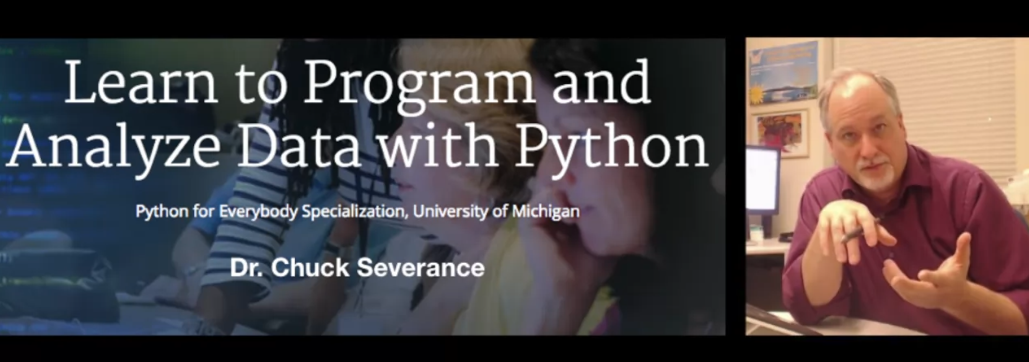 Learn to Program and
Analyze Data with Python
Python for Everybody Specialization, University of Michigan
Dr. Chuck Severance